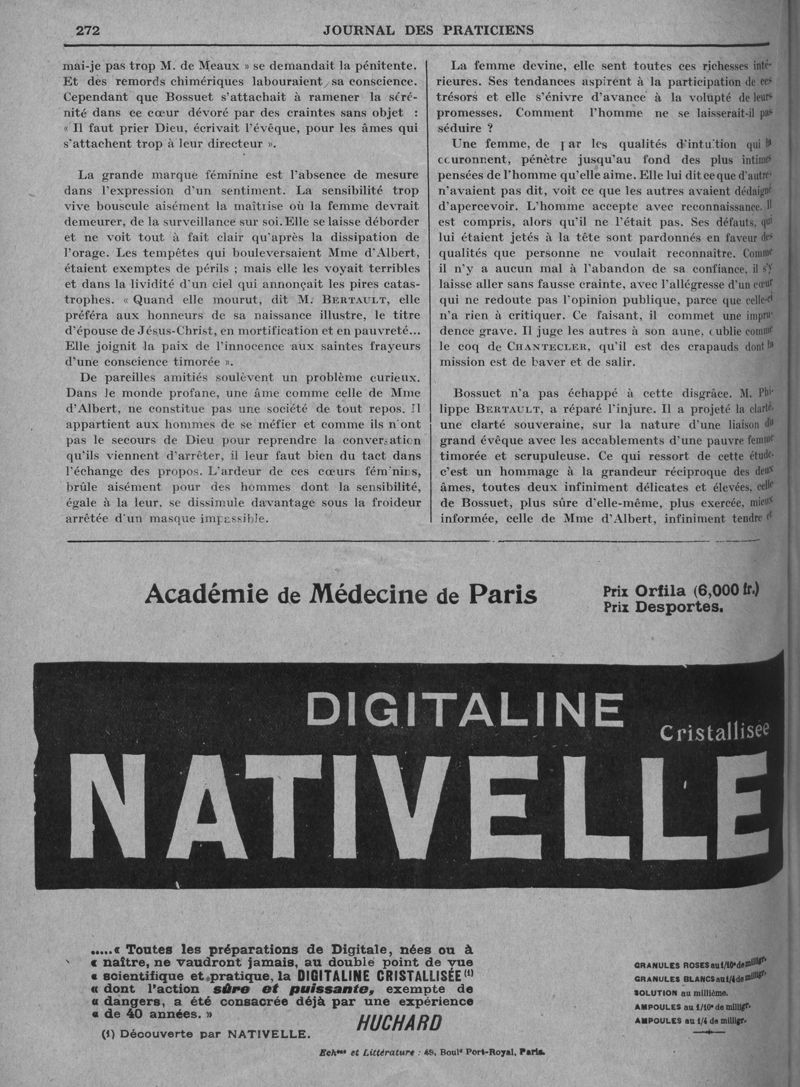 272
JOURNAL DES PRATICIENS
mai-je pas trop M. de Meaux » se demandait la pénitente.
Et des remords chimériques labouraient sa conscience.
Cependant que Bossuet s'attachait à ramener la séré-
nité dans ce cœur dévoré par des craintes sans objet :
« Il faut prier Dieu, écrivait l'évêque, pour les âmes qui
s'attachent trop à leur directeur ».
La grande marque féminine est l'absence de mesure
dans l'expression d'un sentiment. La sensibilité trop
vive bouscule aisément la maîtrise où la femme devrait
demeurer, de la surveillance sur soi. Elle se laisse déborder
et ne voit tout à fait clair qu'après la dissipation de
l'orage. Les tempêtes qui bouleversaient Mme d'Albert,
étaient exemptes de périls ; mais elle les voyait terribles
et dans la lividité d'un ciel qui annonçait les pires catas-
trophes. « Quand elle mourut, dit M. BERTAULT, elle
préféra aux honneurs de sa naissance illustre, le titre
d'épouse de Jésus-Christ, en mortification et en pauvreté...
Elle joignit la paix de l'innocence aux saintes frayeurs
d'une conscience timorée ».
De pareilles amitiés soulèvent un problème curieux.
Dans le monde profane, une âme comme celle de Mme
d'Albert, ne constitue pas une société de tout repos. Il
appartient aux hommes de se méfier et comme ils n'ont
pas le secours de Dieu pour reprendre la conversation
qu'ils viennent d'arrêter, il leur faut bien du tact dans
l'échange des propos. L'ardeur de ces cœurs féminins,
brûle aisément pour des hommes dont la sensibilité,
égale à la leur, se dissimule davantage sous la froideur
arrêtée d'un masque impassible.
La femme devine, elle sent toutes ces richesses inté-
rieures. Ses tendances aspirent à la participation de ces
trésors et elle s'énivre d'avance à la volupté de leurs
promesses. Comment l'homme ne se laisserait-il pas
séduire ?
Une femme, de par les qualités d'intuition qui la
couronnent, pénètre jusqu'au fond des plus intimes
pensées de l'homme qu'elle aime. Elle lui dit ce que d'autres
n'avaient pas dit, voit ce que les autres avaient dédaigné
d'apercevoir. L'homme accepte avec reconnaissance. Il
est compris, alors qu'il ne l'était pas. Ses défauts, qui
lui étaient jetés à la tête sont pardonnés en faveur des
qualités que personne ne voulait reconnaître. Comme
il n'y a aucun mal à l'abandon de sa confiance, il s'y
laisse aller sans fausse crainte, avec l'allégresse d'un cœur
qui ne redoute pas l'opinion publique, parce que celle-ci
n'a rien à critiquer. Ce faisant, il commet une impru-
dence grave. Il juge les autres à son aune, oublie comme
le coq de CHANTECLER, qu'il est des crapauds dont la
mission est de baver et de salir.
Bossuet n'a pas échappé à cette disgrâce. M. Phi-
lippe BERTAULT, a réparé l'injure. Il a projeté la clarté,
une clarté souveraine, sur la nature d'une liaison du
grand évêque avec les accablements d'une pauvre femme
timorée et scrupuleuse. Ce qui ressort de cette étude-
c'est un hommage à la grandeur réciproque des deux
âmes, toutes deux infiniment délicates et élevées, celle
de Bossuet, plus sûre d'elle-même, plus exercée, mieux
informée, celle de Mme d'Albert, infiniment tendre et
Académie de Médecine de Paris
Prix Orfila (6,000 fr.)
Prix Desportes.
DIGITALINE
Cristallisée
NATIVELLE
.....« Toutes les préparations de Digitale, nées ou à
« naître, ne vaudront jamais, au double point de vue
« scientifique et pratique, la DIGITALINE CRISTALLISÉE (1)
« dont l'action sûre et puissante, exempte de
« dangers, a été consacrée déjà par une expérience
« de 40 années. »
HUCHARD
(1) Découverte par NATIVELLE.
GRANULES ROSES au 1/10e de milligr.
GRANULES BLANCS au 1/4 de milligr.
SOLUTION au millième.
AMPOULES au 1/10e de milligr.
AMPOULES au 1/4 de milligr.
Echons et Littérature : 49, Boulᵈ Port-Royal, Paris.